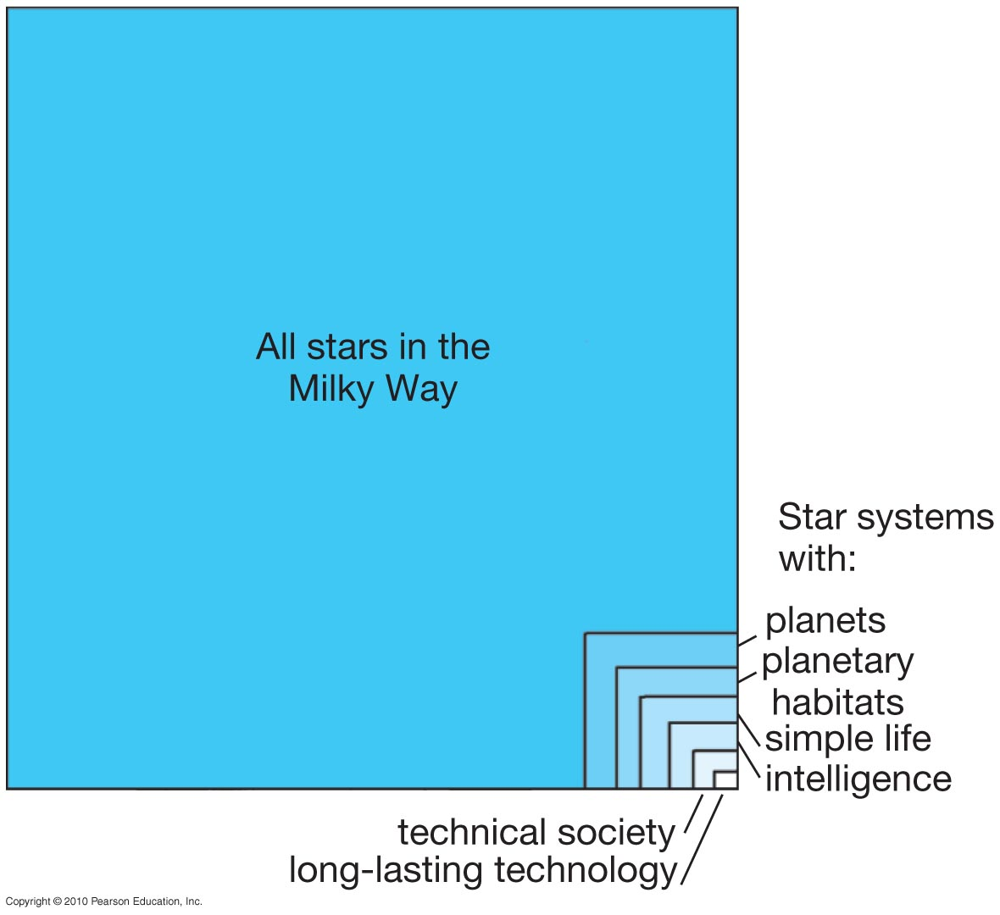 All stars in the
Milky Way
Star systems
with:
planets
planetary
habitats
simple life
intelligence
technical society
long-lasting technology
Copyright © 2010 Pearson Education, Inc.